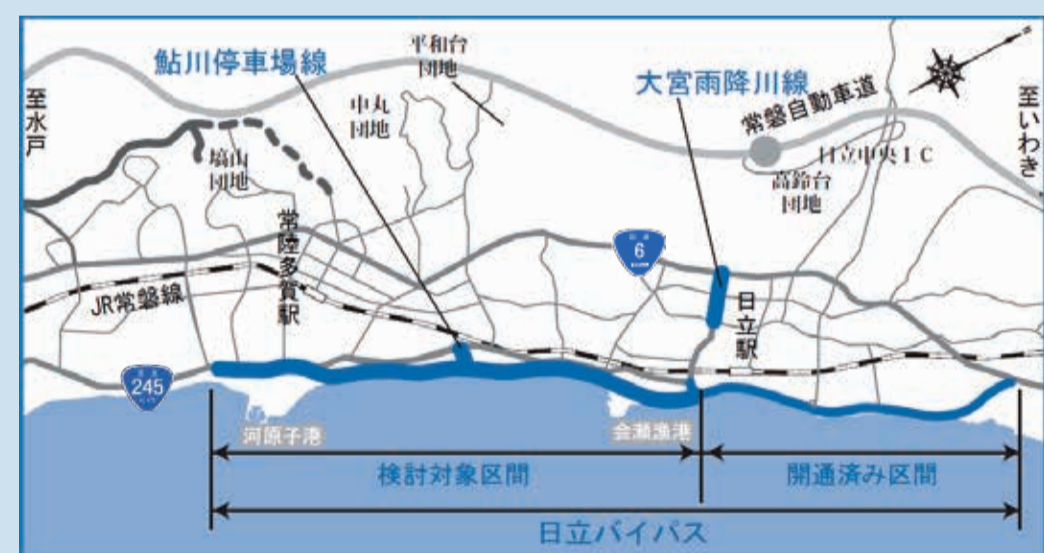 平和台
団地
鮎川停車場線
大宮雨降川線
常磐自動車道
至水戸
中丸
団地
至いわき
日立中央IC
塙山
団地
高鈴台
団地
6
常陸多賀駅
JR常磐線
日立駅
245
河原子港
会瀬漁港
検討対象区間
開通済み区間
日立バイパス